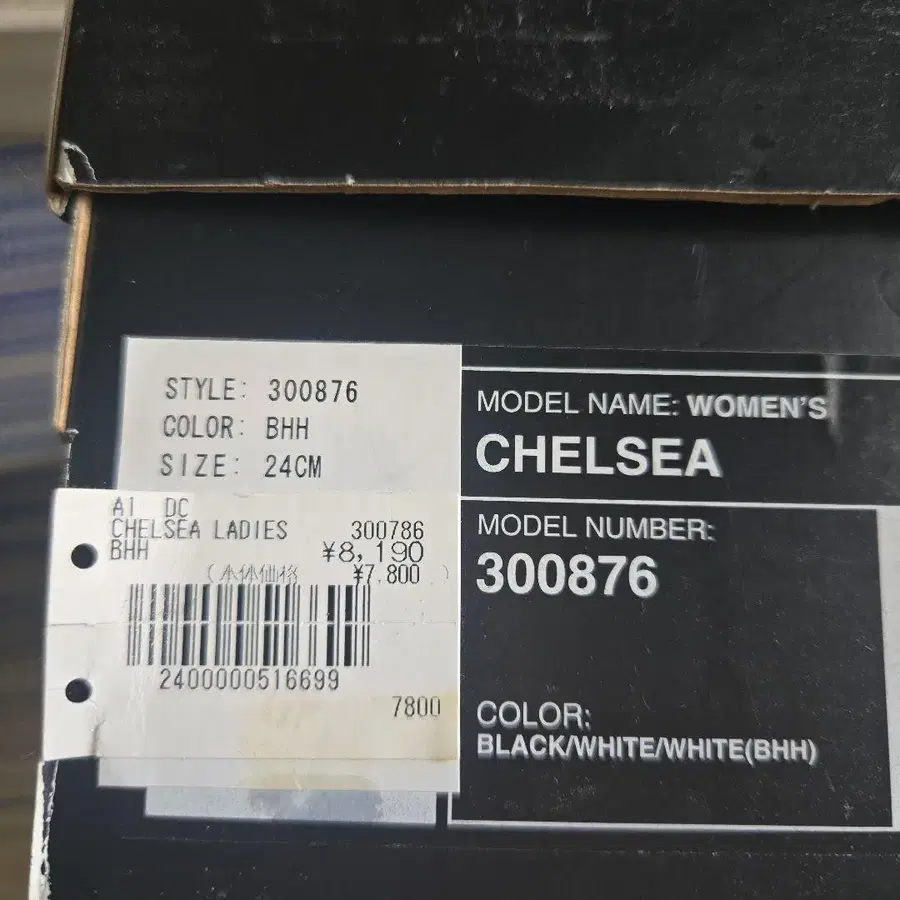 STYLE: 300876
COLOR: BHH
SIZE: 24CM
A1 DC
CHELSEA LADIES 300786
BHH ¥8,190
(本体価格 ¥7,800 )
2400000516699
7800
MODEL NAME: WOMEN'S
CHELSEA
MODEL NUMBER:
300876
COLOR:
BLACK/WHITE/WHITE(BHH)